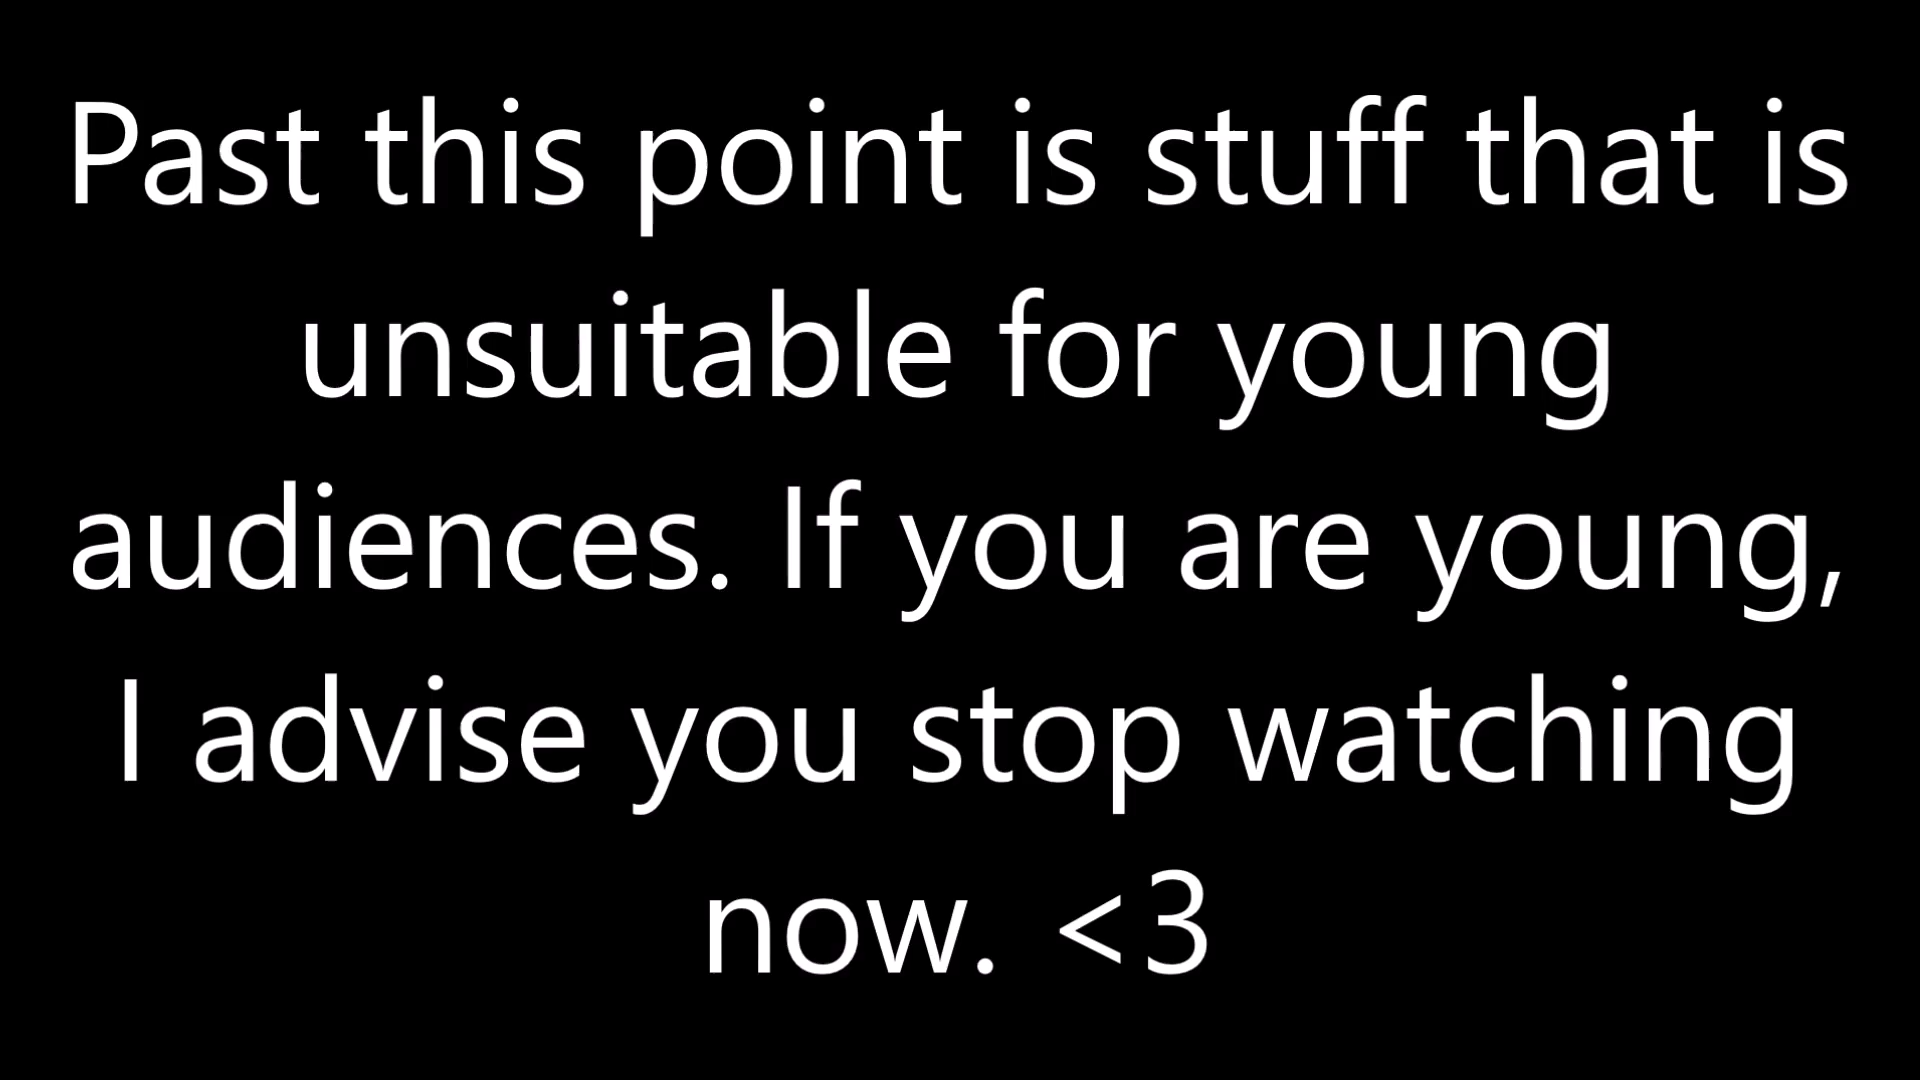 Past this point is stuff that is
unsuitable for young
audiences. If you are young,
I advise you stop watching
now. <3